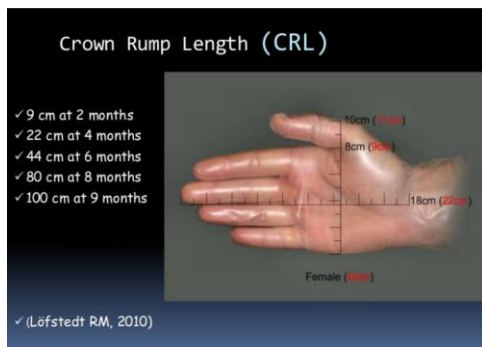 Crown Rump Length (CRL)
✓ 9 cm at 2 months
✓ 22 cm at 4 months
✓ 44 cm at 6 months
✓ 80 cm at 8 months
✓ 100 cm at 9 months
10cm (11cm)
8cm (9cm)
18cm (22cm)
Female (Male)
✓ (Löfstedt RM, 2010)